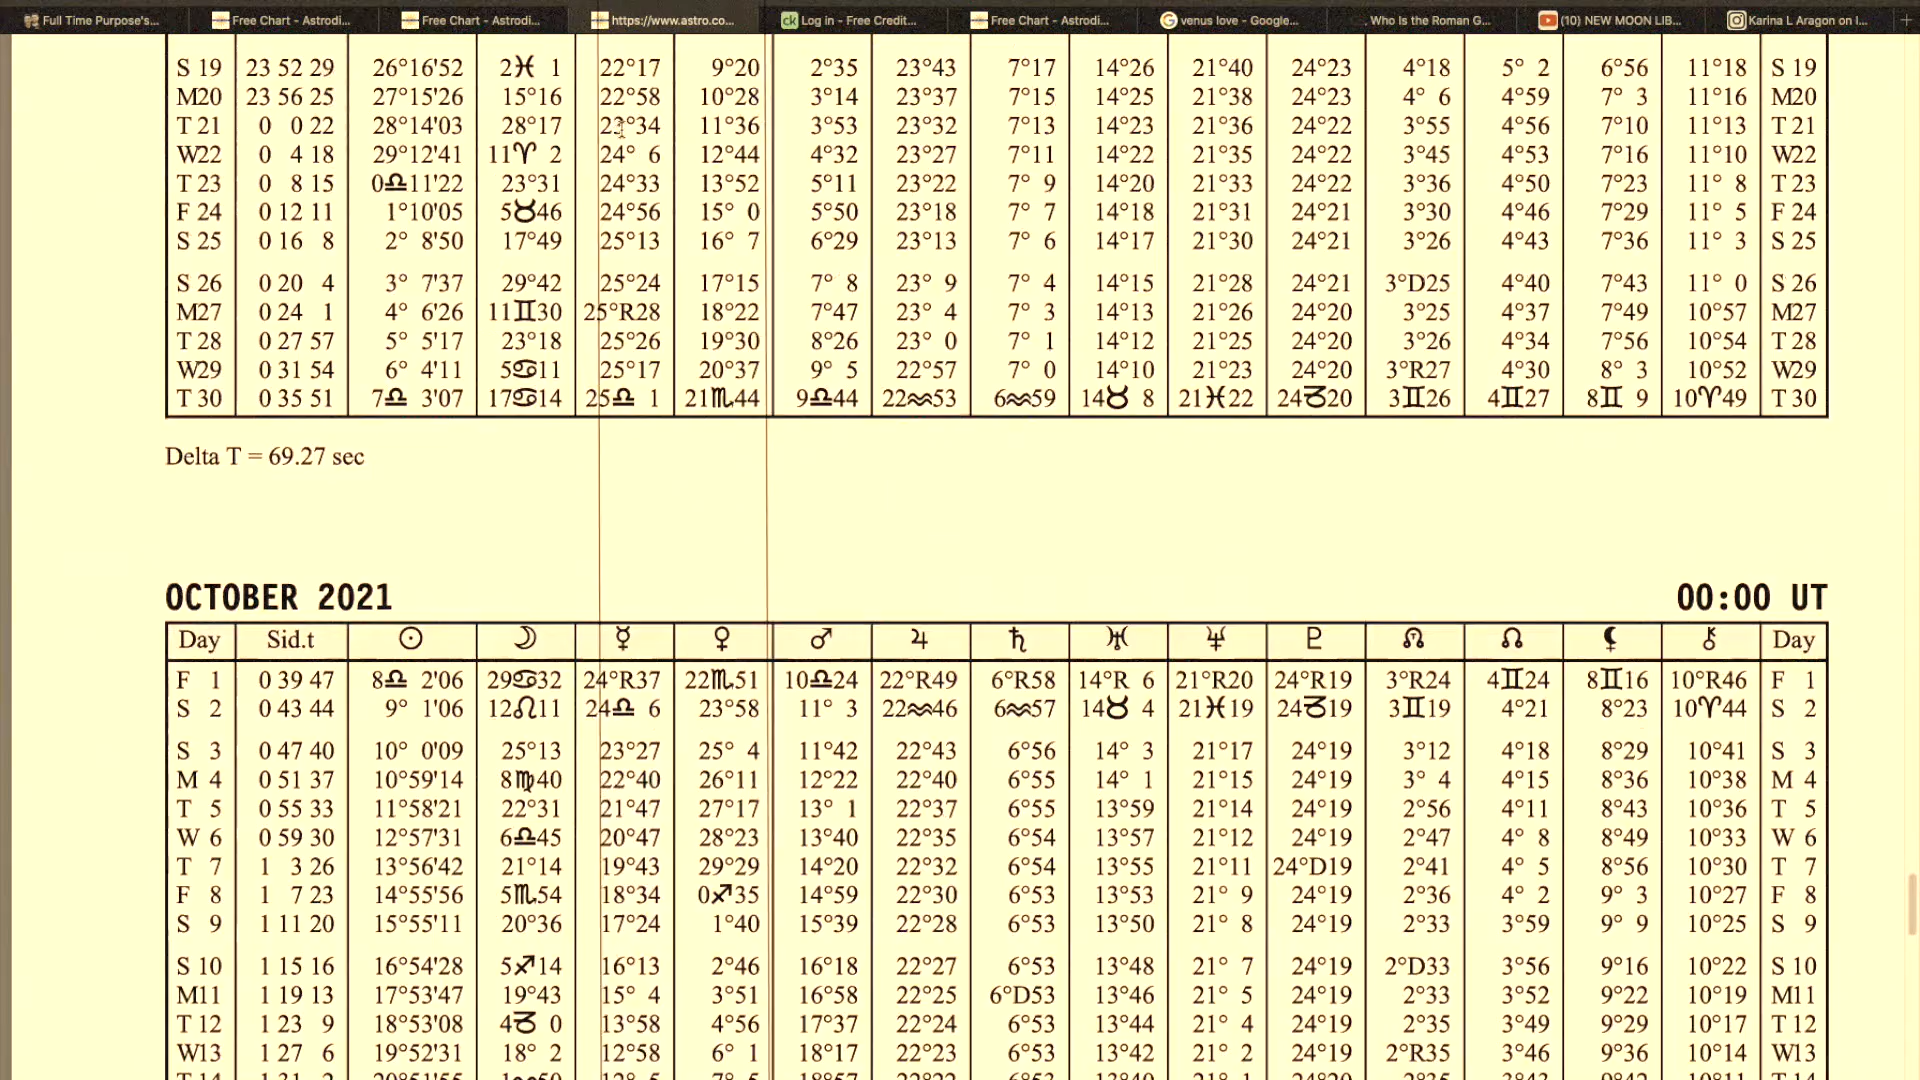 Full Time Purpose's... Free Chart - Astrodi... Free Chart - Astrodi... https://www.astro.co... ck Log in - Free Credit... Free Chart - Astrodi... G venus love - Google... Who Is the Roman G... (10) NEW MOON LIB... Karina L Aragon on I... +
S 19 23 52 29 26°16'52 2♓ 1 22°17 9°20 2°35 23°43 7°17 14°26 21°40 24°23 4°18 5° 2 6°56 11°18 S 19
M20 23 56 25 27°15'26 15°16 22°58 10°28 3°14 23°37 7°15 14°25 21°38 24°23 4° 6 4°59 7° 3 11°16 M20
T 21 0 0 22 28°14'03 28°17 23°34 11°36 3°53 23°32 7°13 14°23 21°36 24°22 3°55 4°56 7°10 11°13 T 21
W22 0 4 18 29°12'41 11♈ 2 24° 6 12°44 4°32 23°27 7°11 14°22 21°35 24°22 3°45 4°53 7°16 11°10 W22
T 23 0 8 15 0♎11'22 23°31 24°33 13°52 5°11 23°22 7° 9 14°20 21°33 24°22 3°36 4°50 7°23 11° 8 T 23
F 24 0 12 11 1°10'05 5♉46 24°56 15° 0 5°50 23°18 7° 7 14°18 21°31 24°21 3°30 4°46 7°29 11° 5 F 24
S 25 0 16 8 2° 8'50 17°49 25°13 16° 7 6°29 23°13 7° 6 14°17 21°30 24°21 3°26 4°43 7°36 11° 3 S 25
S 26 0 20 4 3° 7'37 29°42 25°24 17°15 7° 8 23° 9 7° 4 14°15 21°28 24°21 3°D25 4°40 7°43 11° 0 S 26
M27 0 24 1 4° 6'26 11♊30 25°R28 18°22 7°47 23° 4 7° 3 14°13 21°26 24°20 3°25 4°37 7°49 10°57 M27
T 28 0 27 57 5° 5'17 23°18 25°26 19°30 8°26 23° 0 7° 1 14°12 21°25 24°20 3°26 4°34 7°56 10°54 T 28
W29 0 31 54 6° 4'11 5♋11 25°17 20°37 9° 5 22°57 7° 0 14°10 21°23 24°20 3°R27 4°30 8° 3 10°52 W29
T 30 0 35 51 7♎ 3'07 17♋14 25♎ 1 21♏44 9♎44 22♒53 6♒59 14♉ 8 21♓22 24♑20 3♊26 4♊27 8♊ 9 10♈49 T 30
Delta T = 69.27 sec
OCTOBER 2021 00:00 UT
Day Sid.t ☉ ☽ ☿ ♀ ♂ ♃ ♄ ♅ ♆ ♇ ☊ ☊ ⚸ ⚷ Day
F 1 0 39 47 8♎ 2'06 29♋32 24°R37 22♏51 10♎24 22°R49 6°R58 14°R 6 21°R20 24°R19 3°R24 4♊24 8♊16 10°R46 F 1
S 2 0 43 44 9° 1'06 12♌11 24♎ 6 23°58 11° 3 22♒46 6♒57 14♉ 4 21♓19 24♑19 3♊19 4°21 8°23 10♈44 S 2
S 3 0 47 40 10° 0'09 25°13 23°27 25° 4 11°42 22°43 6°56 14° 3 21°17 24°19 3°12 4°18 8°29 10°41 S 3
M 4 0 51 37 10°59'14 8♍40 22°40 26°11 12°22 22°40 6°55 14° 1 21°15 24°19 3° 4 4°15 8°36 10°38 M 4
T 5 0 55 33 11°58'21 22°31 21°47 27°17 13° 1 22°37 6°55 13°59 21°14 24°19 2°56 4°11 8°43 10°36 T 5
W 6 0 59 30 12°57'31 6♎45 20°47 28°23 13°40 22°35 6°54 13°57 21°12 24°19 2°47 4° 8 8°49 10°33 W 6
T 7 1 3 26 13°56'42 21°14 19°43 29°29 14°20 22°32 6°54 13°55 21°11 24°D19 2°41 4° 5 8°56 10°30 T 7
F 8 1 7 23 14°55'56 5♏54 18°34 0♐35 14°59 22°30 6°53 13°53 21° 9 24°19 2°36 4° 2 9° 3 10°27 F 8
S 9 1 11 20 15°55'11 20°36 17°24 1°40 15°39 22°28 6°53 13°50 21° 8 24°19 2°33 3°59 9° 9 10°25 S 9
S 10 1 15 16 16°54'28 5♐14 16°13 2°46 16°18 22°27 6°53 13°48 21° 7 24°19 2°D33 3°56 9°16 10°22 S 10
M11 1 19 13 17°53'47 19°43 15° 4 3°51 16°58 22°25 6°D53 13°46 21° 5 24°19 2°33 3°52 9°22 10°19 M11
T 12 1 23 9 18°53'08 4♑ 0 13°58 4°56 17°37 22°24 6°53 13°44 21° 4 24°19 2°35 3°49 9°29 10°17 T 12
W13 1 27 6 19°52'31 18° 2 12°58 6° 1 18°17 22°23 6°53 13°42 21° 2 24°19 2°R35 3°46 9°36 10°14 W13